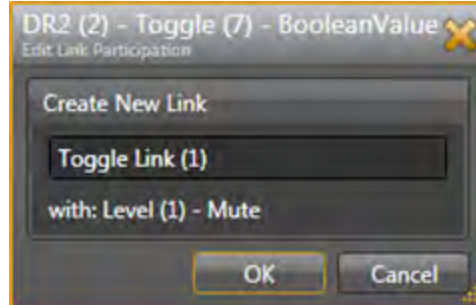 DR2 (2) - Toggle (7) - BooleanValue
Edit Link Participation
Create New Link
Toggle Link (1)
with: Level (1) - Mute
OK
Cancel